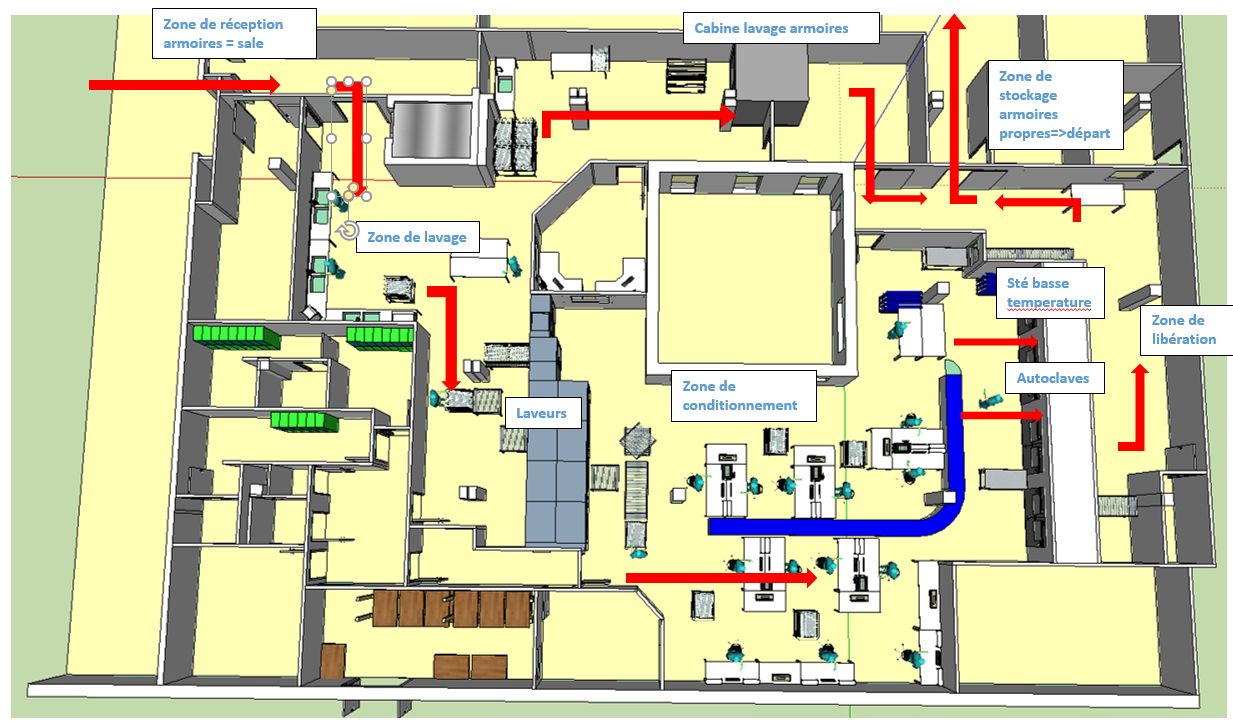 Zone de réception
armoires = sale
Cabine lavage armoires
Zone de
stockage
armoires
propres=>départ
Zone de lavage
Sté basse
temperature
Zone de
libération
Autoclaves
Zone de
conditionnement
Laveurs